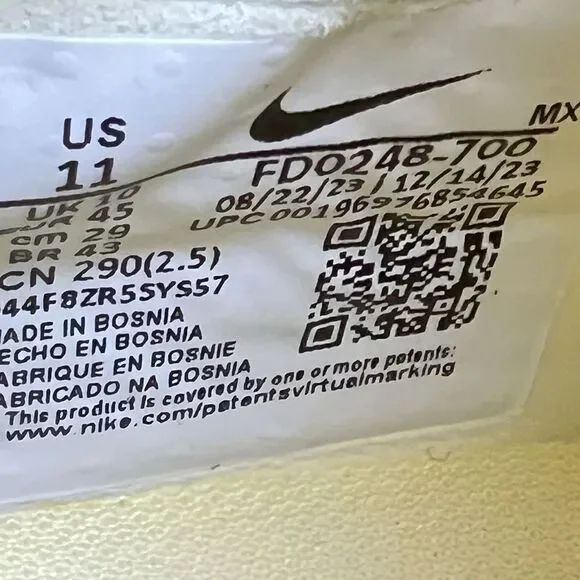 US
11
UK 10
EUR 45
cm 29
BR 43
CN 290(2.5)
44F8ZR5SYS57
MX
FD0248-700
08/22/23 / 12/14/23
UPC 00196976854645
MADE IN BOSNIA
HECHO EN BOSNIA
FABRIQUE EN BOSNIE
FABRICADO NA BOSNIA
This product is covered by one or more patents:
www.nike.com/patentsvirtualmarking